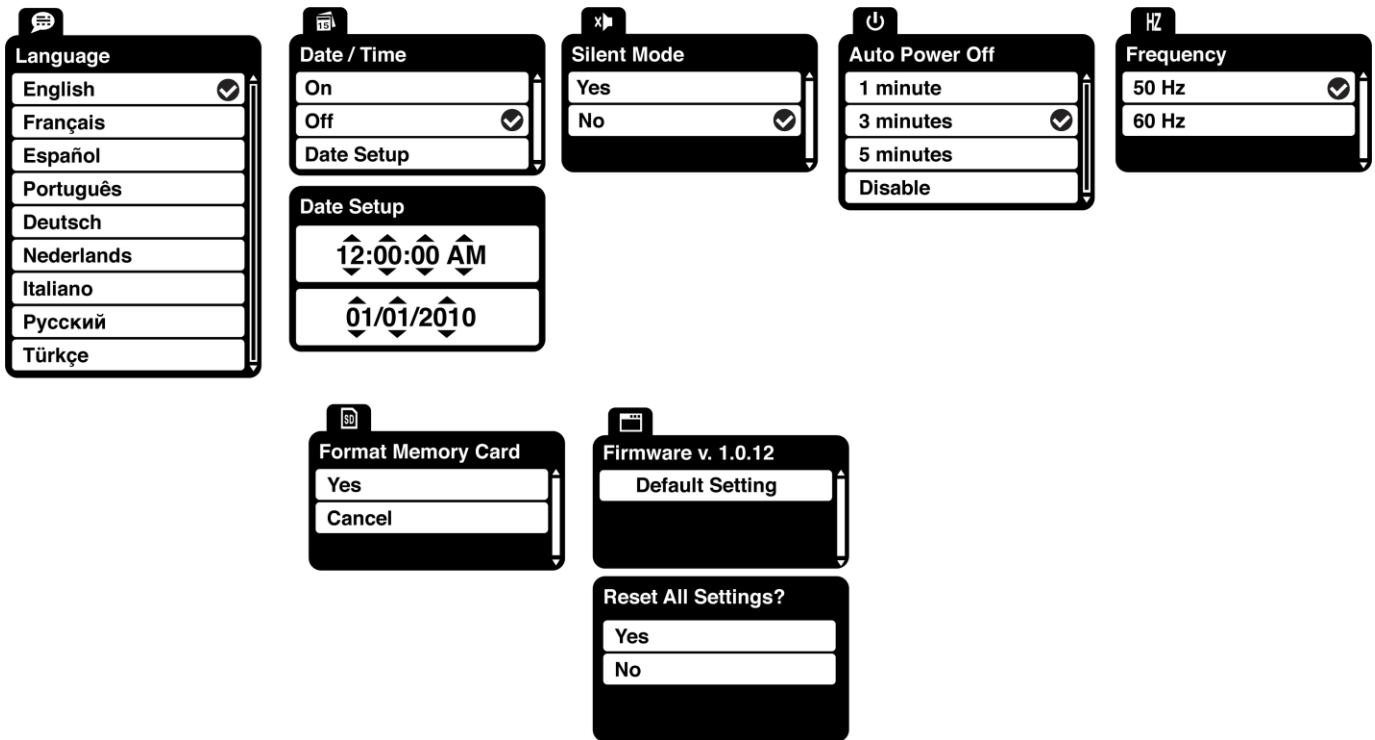 Language
English
Français
Español
Português
Deutsch
Nederlands
Italiano
Русский
Türkçe
15
Date / Time
On
Off
Date Setup
Date Setup
12:00:00 AM
01/01/2010
X
Silent Mode
Yes
No
Auto Power Off
1 minute
3 minutes
5 minutes
Disable
HZ
Frequency
50 Hz
60 Hz
SD
Format Memory Card
Yes
Cancel
Firmware v. 1.0.12
Default Setting
Reset All Settings?
Yes
No